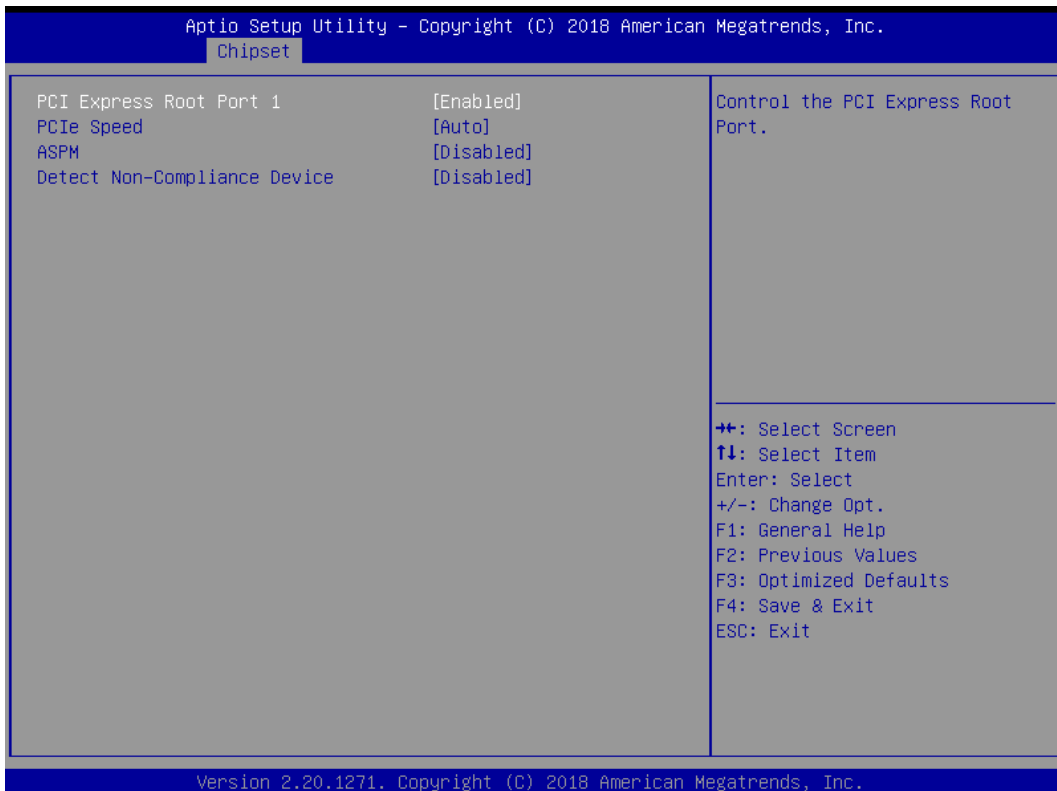 Aptio Setup Utility – Copyright (C) 2018 American Megatrends, Inc.
Chipset
PCI Express Root Port 1 [Enabled]
PCIe Speed [Auto]
ASPM [Disabled]
Detect Non-Compliance Device [Disabled]
Control the PCI Express Root
Port.
→←: Select Screen
↑↓: Select Item
Enter: Select
+/-: Change Opt.
F1: General Help
F2: Previous Values
F3: Optimized Defaults
F4: Save & Exit
ESC: Exit
Version 2.20.1271. Copyright (C) 2018 American Megatrends, Inc.